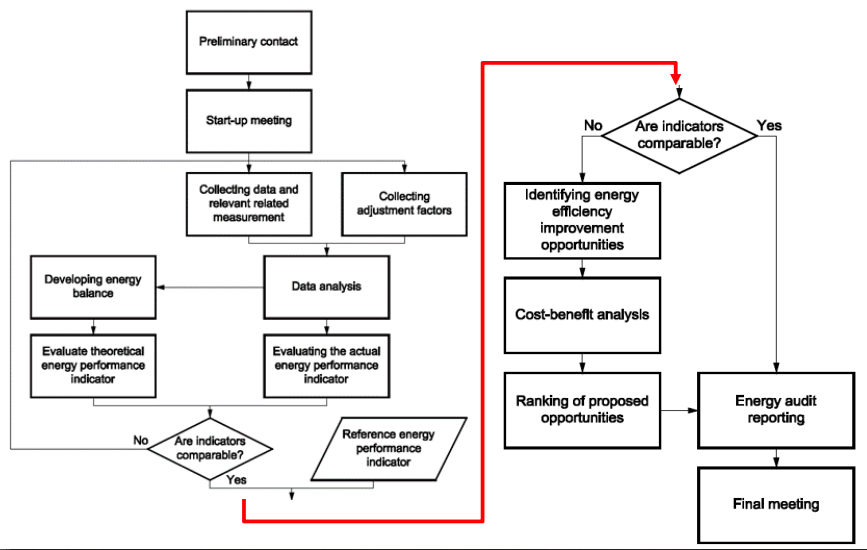 Preliminary contact
Start-up meeting
Collecting data and
relevant related
measurement
Collecting
adjustment factors
Developing energy
balance
Data analysis
Evaluate theoretical
energy performance
indicator
Evaluating the actual
energy performance
indicator
No
Are indicators
comparable?
Yes
Reference energy
performance
indicator
No
Are indicators
comparable?
Yes
Identifying energy
efficiency
improvement
opportunities
Cost-benefit analysis
Ranking of proposed
opportunities
Energy audit
reporting
Final meeting